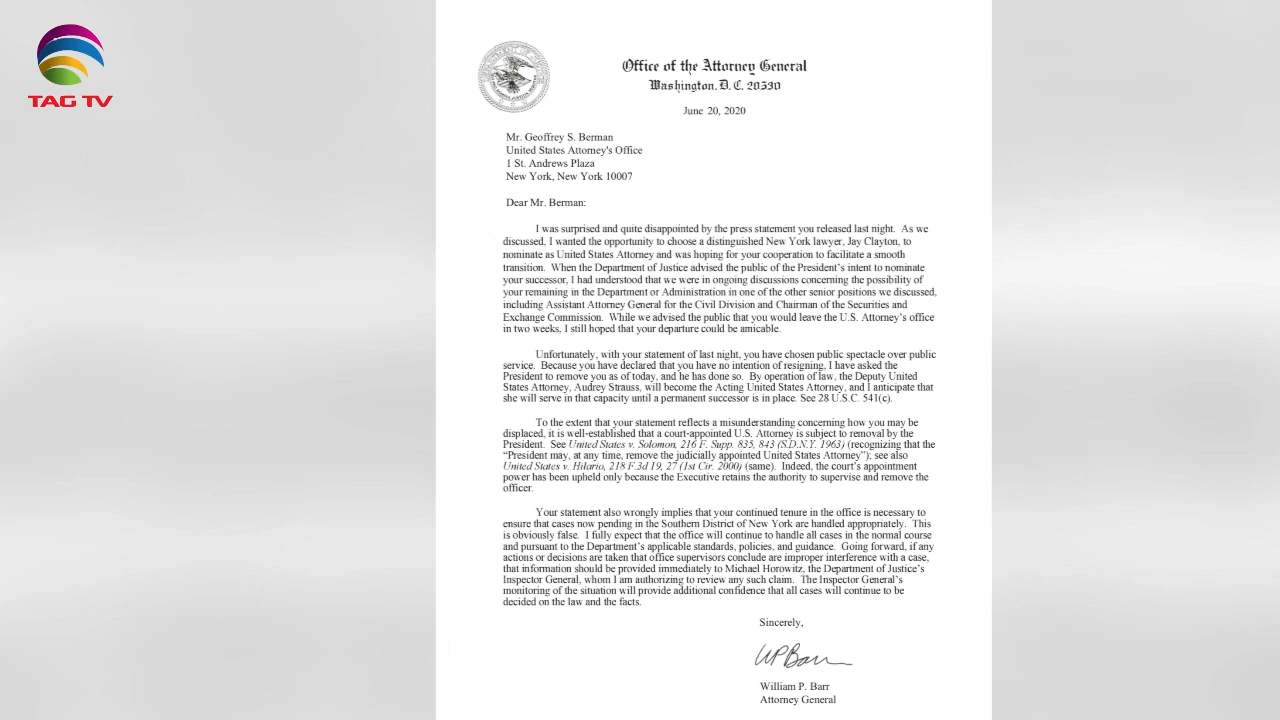 TAG TV
Office of the Attorney General
Washington, D.C. 20530
June 20, 2020
Mr. Geoffrey S. Berman
United States Attorney's Office
1 St. Andrews Plaza
New York, New York 10007
Dear Mr. Berman:
I was surprised and quite disappointed by the press statement you released last night. As we
discussed, I wanted the opportunity to choose a distinguished New York lawyer, Jay Clayton, to
nominate as United States Attorney and was hoping for your cooperation to facilitate a smooth
transition. When the Department of Justice advised the public of the President's intent to nominate
your successor, I had understood that we were in ongoing discussions concerning the possibility of
your remaining in the Department or Administration in one of the other senior positions we discussed,
including Assistant Attorney General for the Civil Division and Chairman of the Securities and
Exchange Commission. While we advised the public that you would leave the U.S. Attorney's office
in two weeks, I still hoped that your departure could be amicable.
Unfortunately, with your statement of last night, you have chosen public spectacle over public
service. Because you have declared that you have no intention of resigning, I have asked the
President to remove you as of today, and he has done so. By operation of law, the Deputy United
States Attorney, Audrey Strauss, will become the Acting United States Attorney, and I anticipate that
she will serve in that capacity until a permanent successor is in place. See 28 U.S.C. 541(c).
To the extent that your statement reflects a misunderstanding concerning how you may be
displaced, it is well-established that a court-appointed U.S. Attorney is subject to removal by the
President. See United States v. Solomon, 216 F. Supp. 835, 843 (S.D.N.Y. 1963) (recognizing that the
“President may, at any time, remove the judicially appointed United States Attorney”); see also
United States v. Hilario, 218 F.3d 19, 27 (1st Cir. 2000) (same). Indeed, the court's appointment
power has been upheld only because the Executive retains the authority to supervise and remove the
officer.
Your statement also wrongly implies that your continued tenure in the office is necessary to
ensure that cases now pending in the Southern District of New York are handled appropriately. This
is obviously false. I fully expect that the office will continue to handle all cases in the normal course
and pursuant to the Department's applicable standards, policies, and guidance. Going forward, if any
actions or decisions are taken that office supervisors conclude are improper interference with a case,
that information should be provided immediately to Michael Horowitz, the Department of Justice's
Inspector General, whom I am authorizing to review any such claim. The Inspector General's
monitoring of the situation will provide additional confidence that all cases will continue to be
decided on the law and the facts.
Sincerely,
WPBarr
William P. Barr
Attorney General